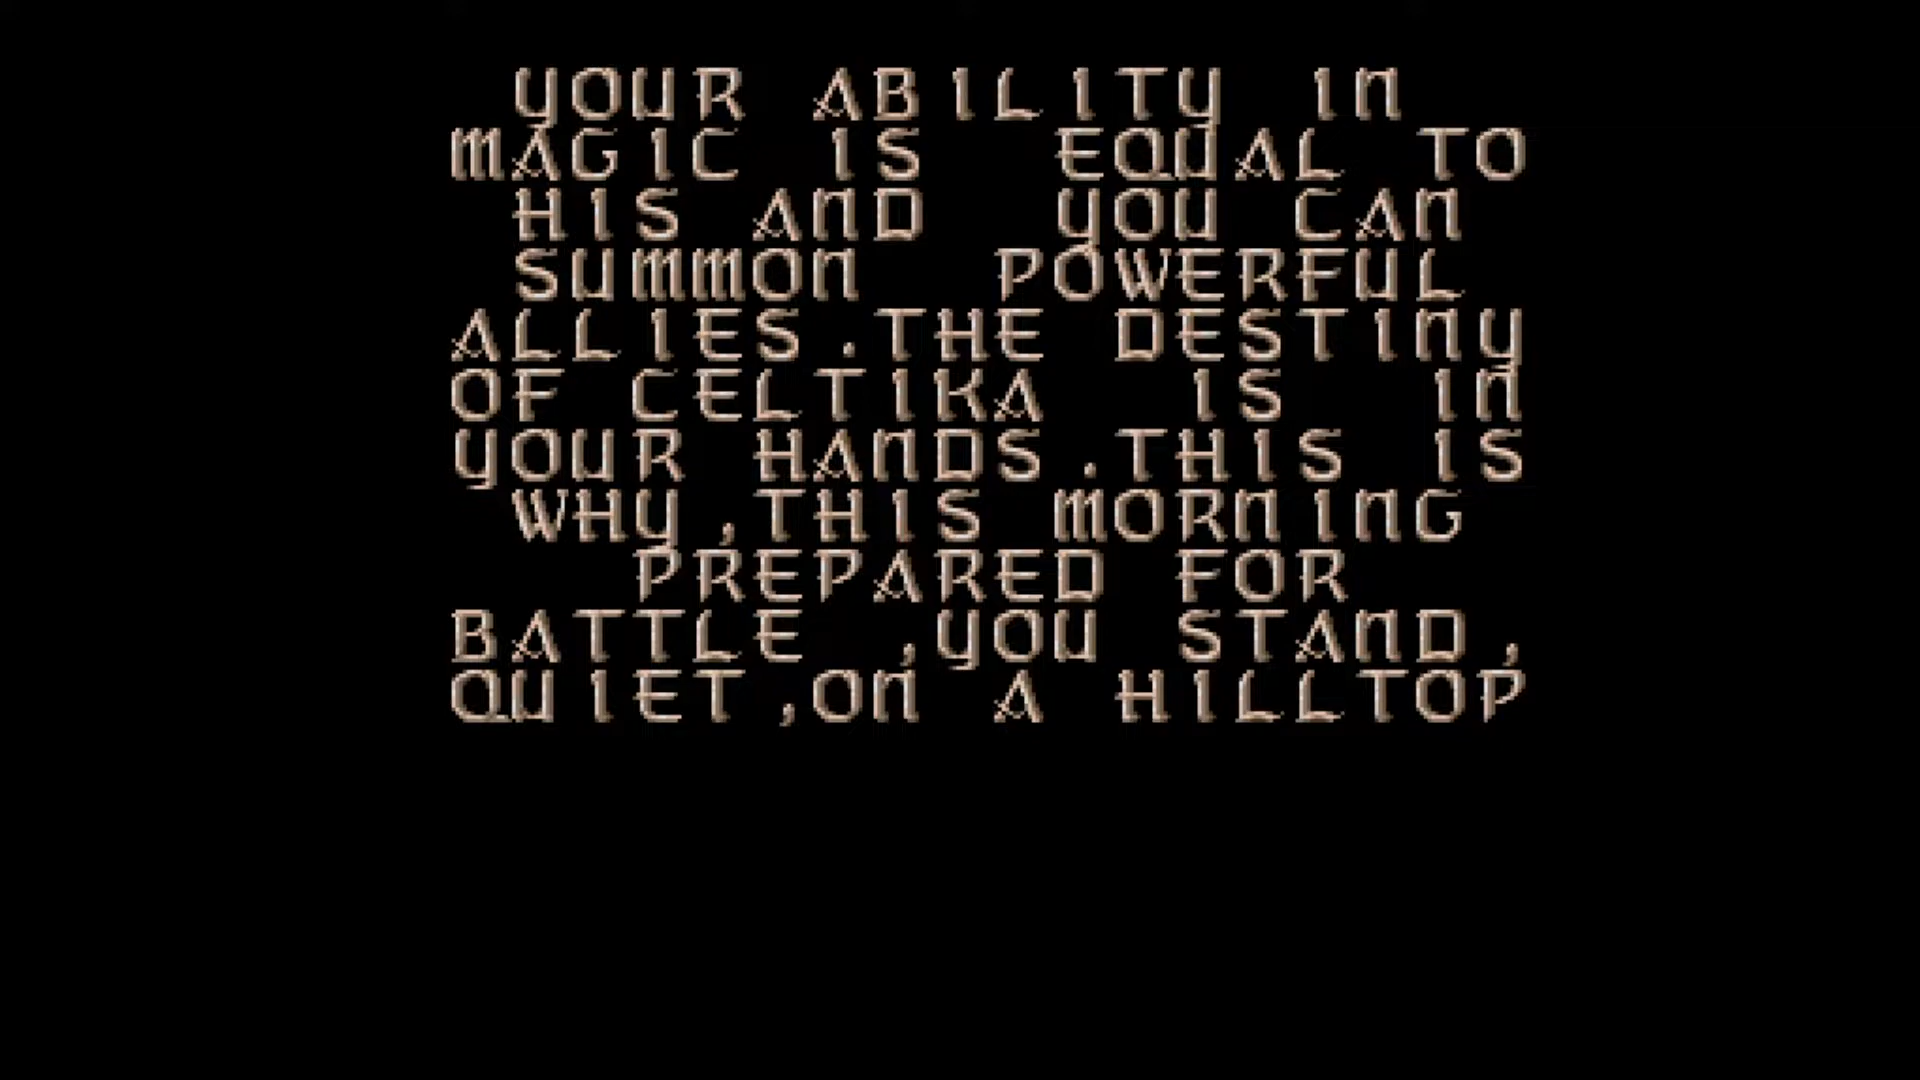 YOUR ABILITY IN
MAGIC IS EQUAL TO
HIS AND YOU CAN
SUMMON POWERFUL
ALLIES.THE DESTINY
OF CELTIKA IS IN
YOUR HANDS.THIS IS
WHY,THIS MORNING
PREPARED FOR
BATTLE ,YOU STAND,
QUIET,ON A HILLTOP